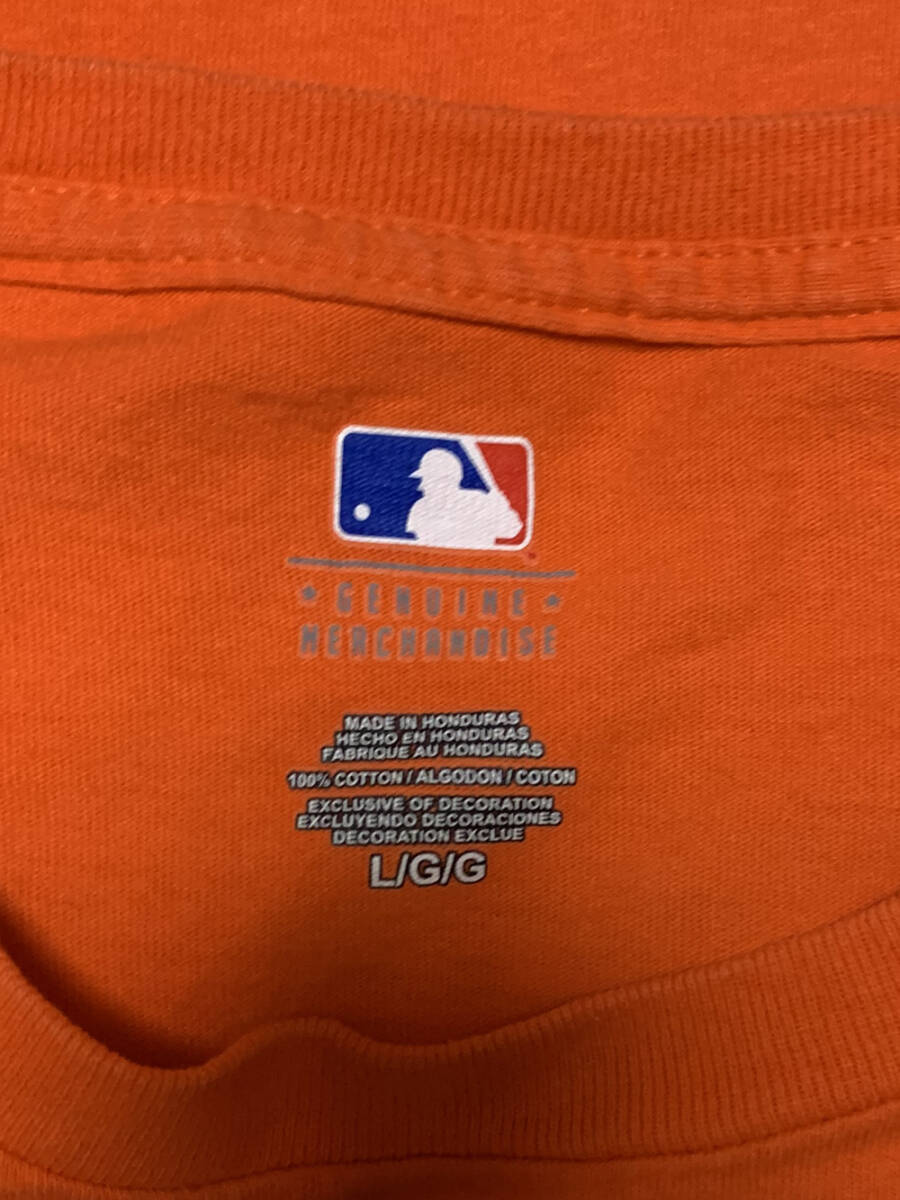 ★ GENUINE ★
MERCHANDISE
MADE IN HONDURAS
HECHO EN HONDURAS
FABRIQUE AU HONDURAS
100% COTTON / ALGODON / COTON
EXCLUSIVE OF DECORATION
EXCLUYENDO DECORACIONES
DECORATION EXCLUE
L/G/G